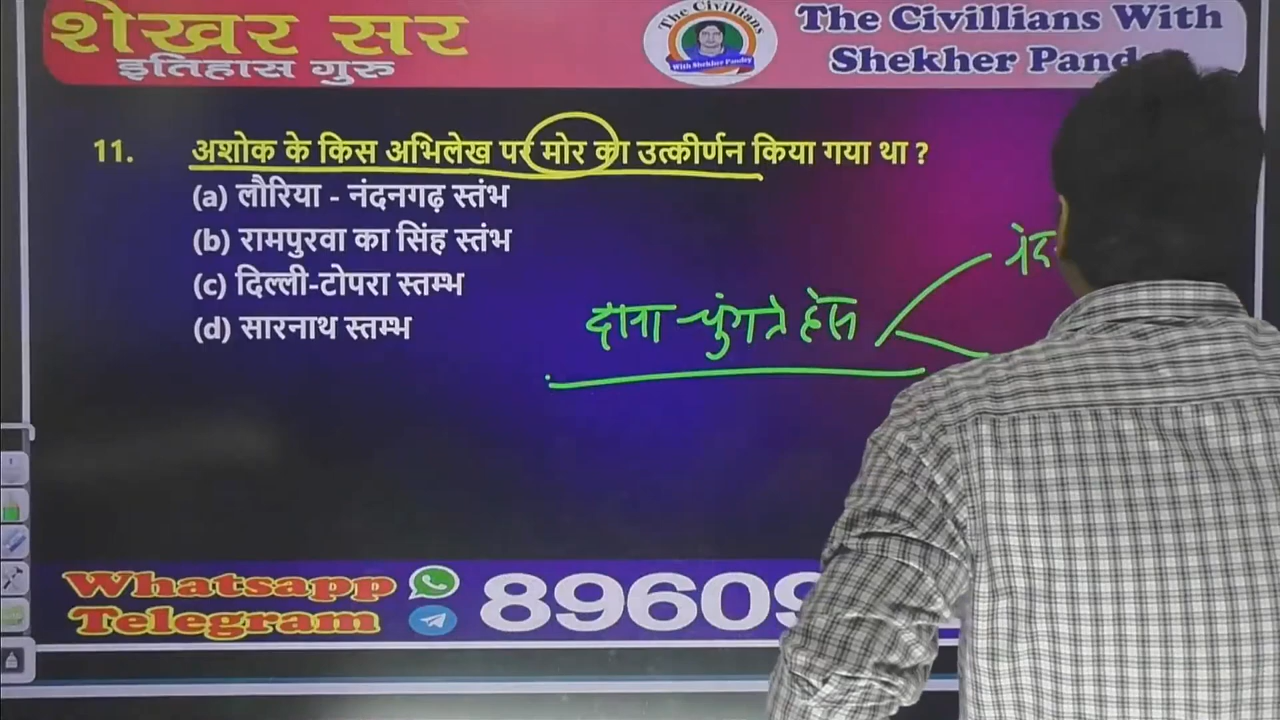 शेखर सर
इतिहास गुरु
The Civillians
With Shekher Pandey
The Civillians With
Shekher Pand
11. अशोक के किस अभिलेख पर मोर का उत्कीर्णन किया गया था ?
(a) लौरिया - नंदनगढ़ स्तंभ
(b) रामपुरवा का सिंह स्तंभ
(c) दिल्ली-टोपरा स्तम्भ
(d) सारनाथ स्तम्भ
दाना चुंगते हंस
Whatsapp
Telegram
89609